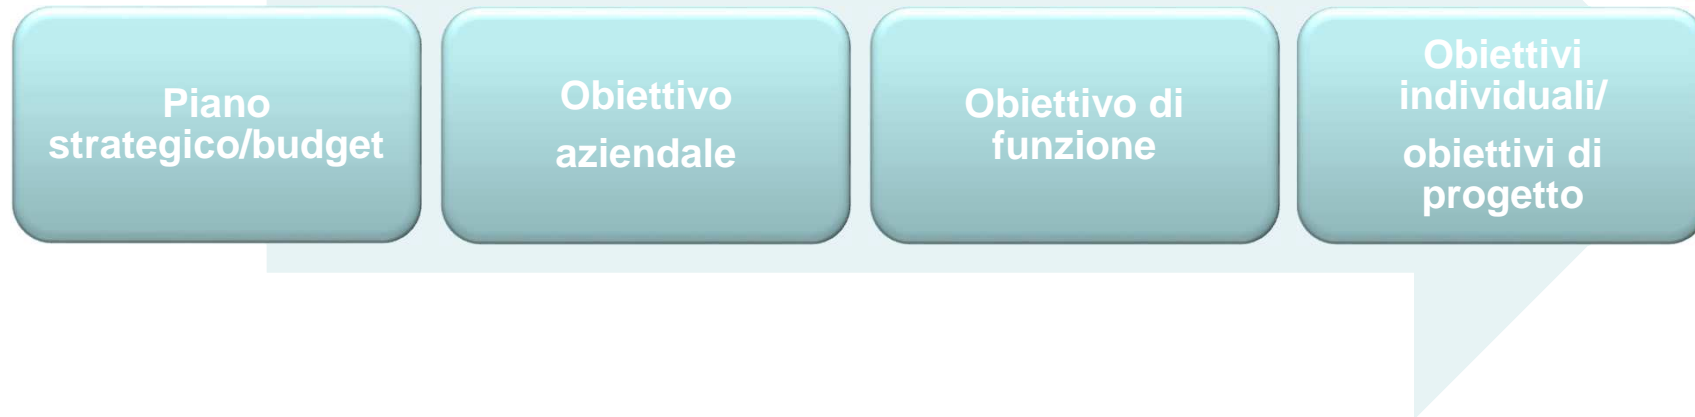 Piano
strategico/budget
Obiettivo
aziendale
Obiettivo di
funzione
Obiettivi
individuali/
obiettivi di
progetto